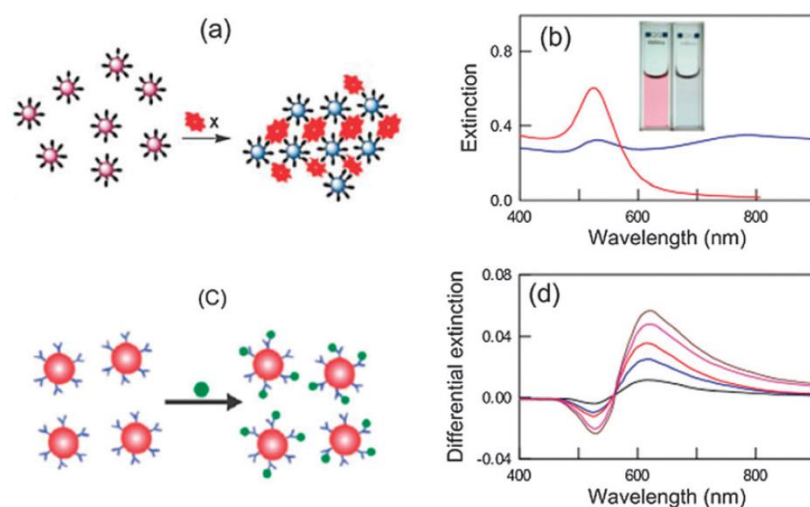 (a)
x
(b)
Extinction
0.8
0.4
0.0
400
600
800
Wavelength (nm)
(C)
(d)
Differential extinction
0.08
0.04
0.00
-0.04
400
600
800
Wavelength (nm)